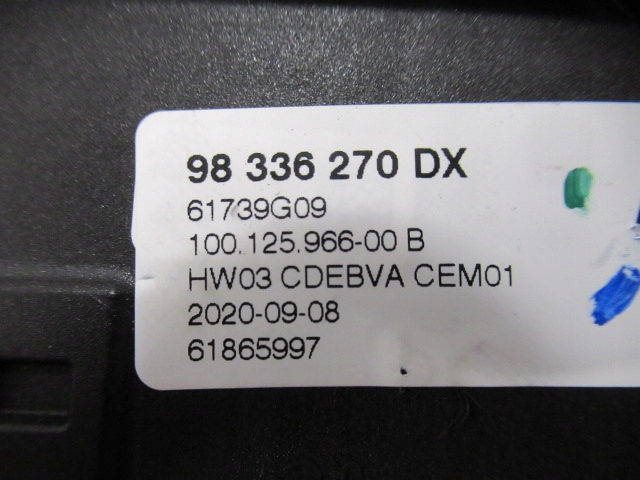 98 336 270 DX
61739G09
100.125.966-00 B
HW03 CDEBVA CEM01
2020-09-08
61865997